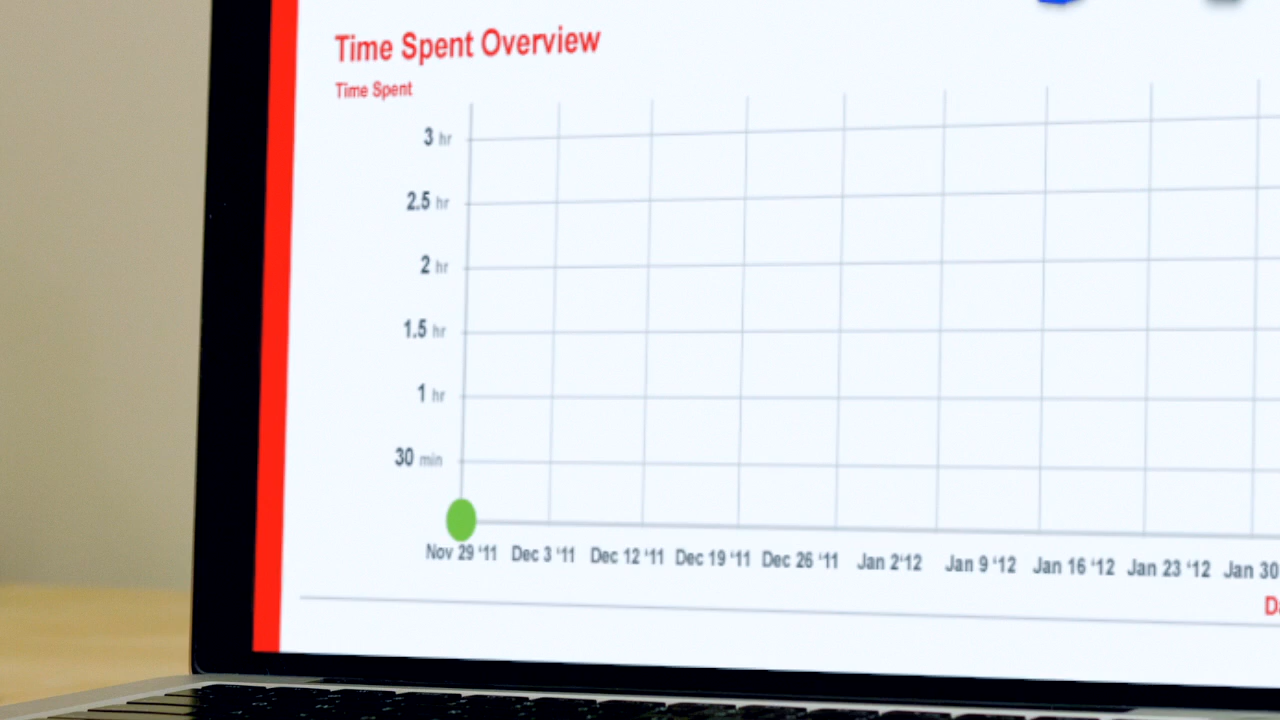 Time Spent Overview
Time Spent
3 hr
2.5 hr
2 hr
1.5 hr
1 hr
30 min
Nov 29 ‘11 Dec 3 ‘11 Dec 12 ‘11 Dec 19 ‘11 Dec 26 ‘11 Jan 2‘12 Jan 9 ‘12 Jan 16 ‘12 Jan 23 ‘12 Jan 30